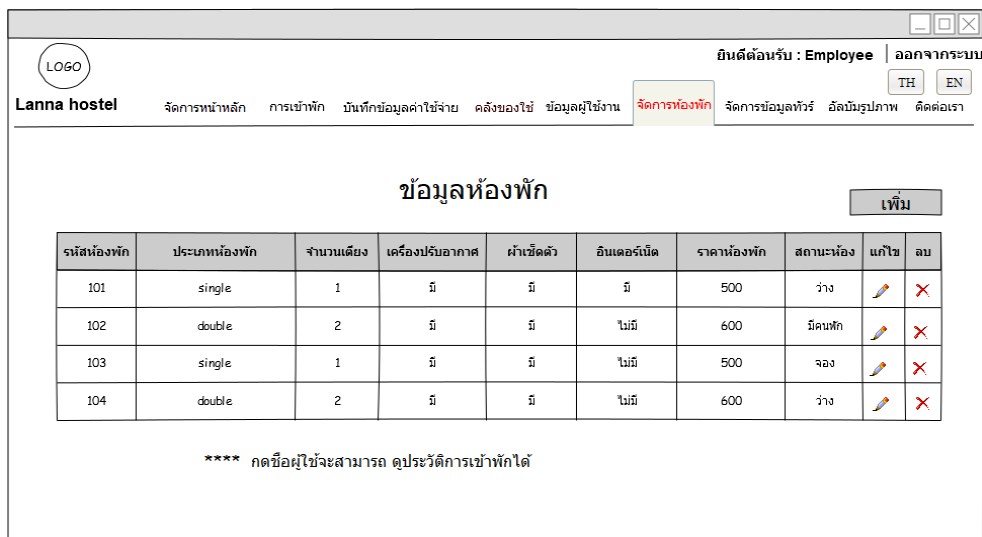 ยินดีต้อนรับ : Employee ออกจากระบบ
LOGO
TH EN
Lanna hostel จัดการหน้าหลัก การเข้าพัก บันทึกข้อมูลค่าใช้จ่าย คลังของใช้ ข้อมูลผู้ใช้งาน จัดการห้องพัก จัดการข้อมูลทัวร์ อัลบัมรูปภาพ ติดต่อเรา
ข้อมูลห้องพัก
เพิ่ม
รหัสห้องพัก ประเภทห้องพัก จำนวนเตียง เครื่องปรับอากาศ ผ้าเช็ดตัว อินเตอร์เน็ต ราคาห้องพัก สถานะห้อง แก้ไข ลบ
101 single 1 มี มี มี 500 ว่าง
102 double 2 มี มี ไม่มี 600 มีคนพัก
103 single 1 มี มี ไม่มี 500 จอง
104 double 2 มี มี ไม่มี 600 ว่าง
**** กดชื่อผู้ใช้จะสามารถ ดูประวัติการเข้าพักได้